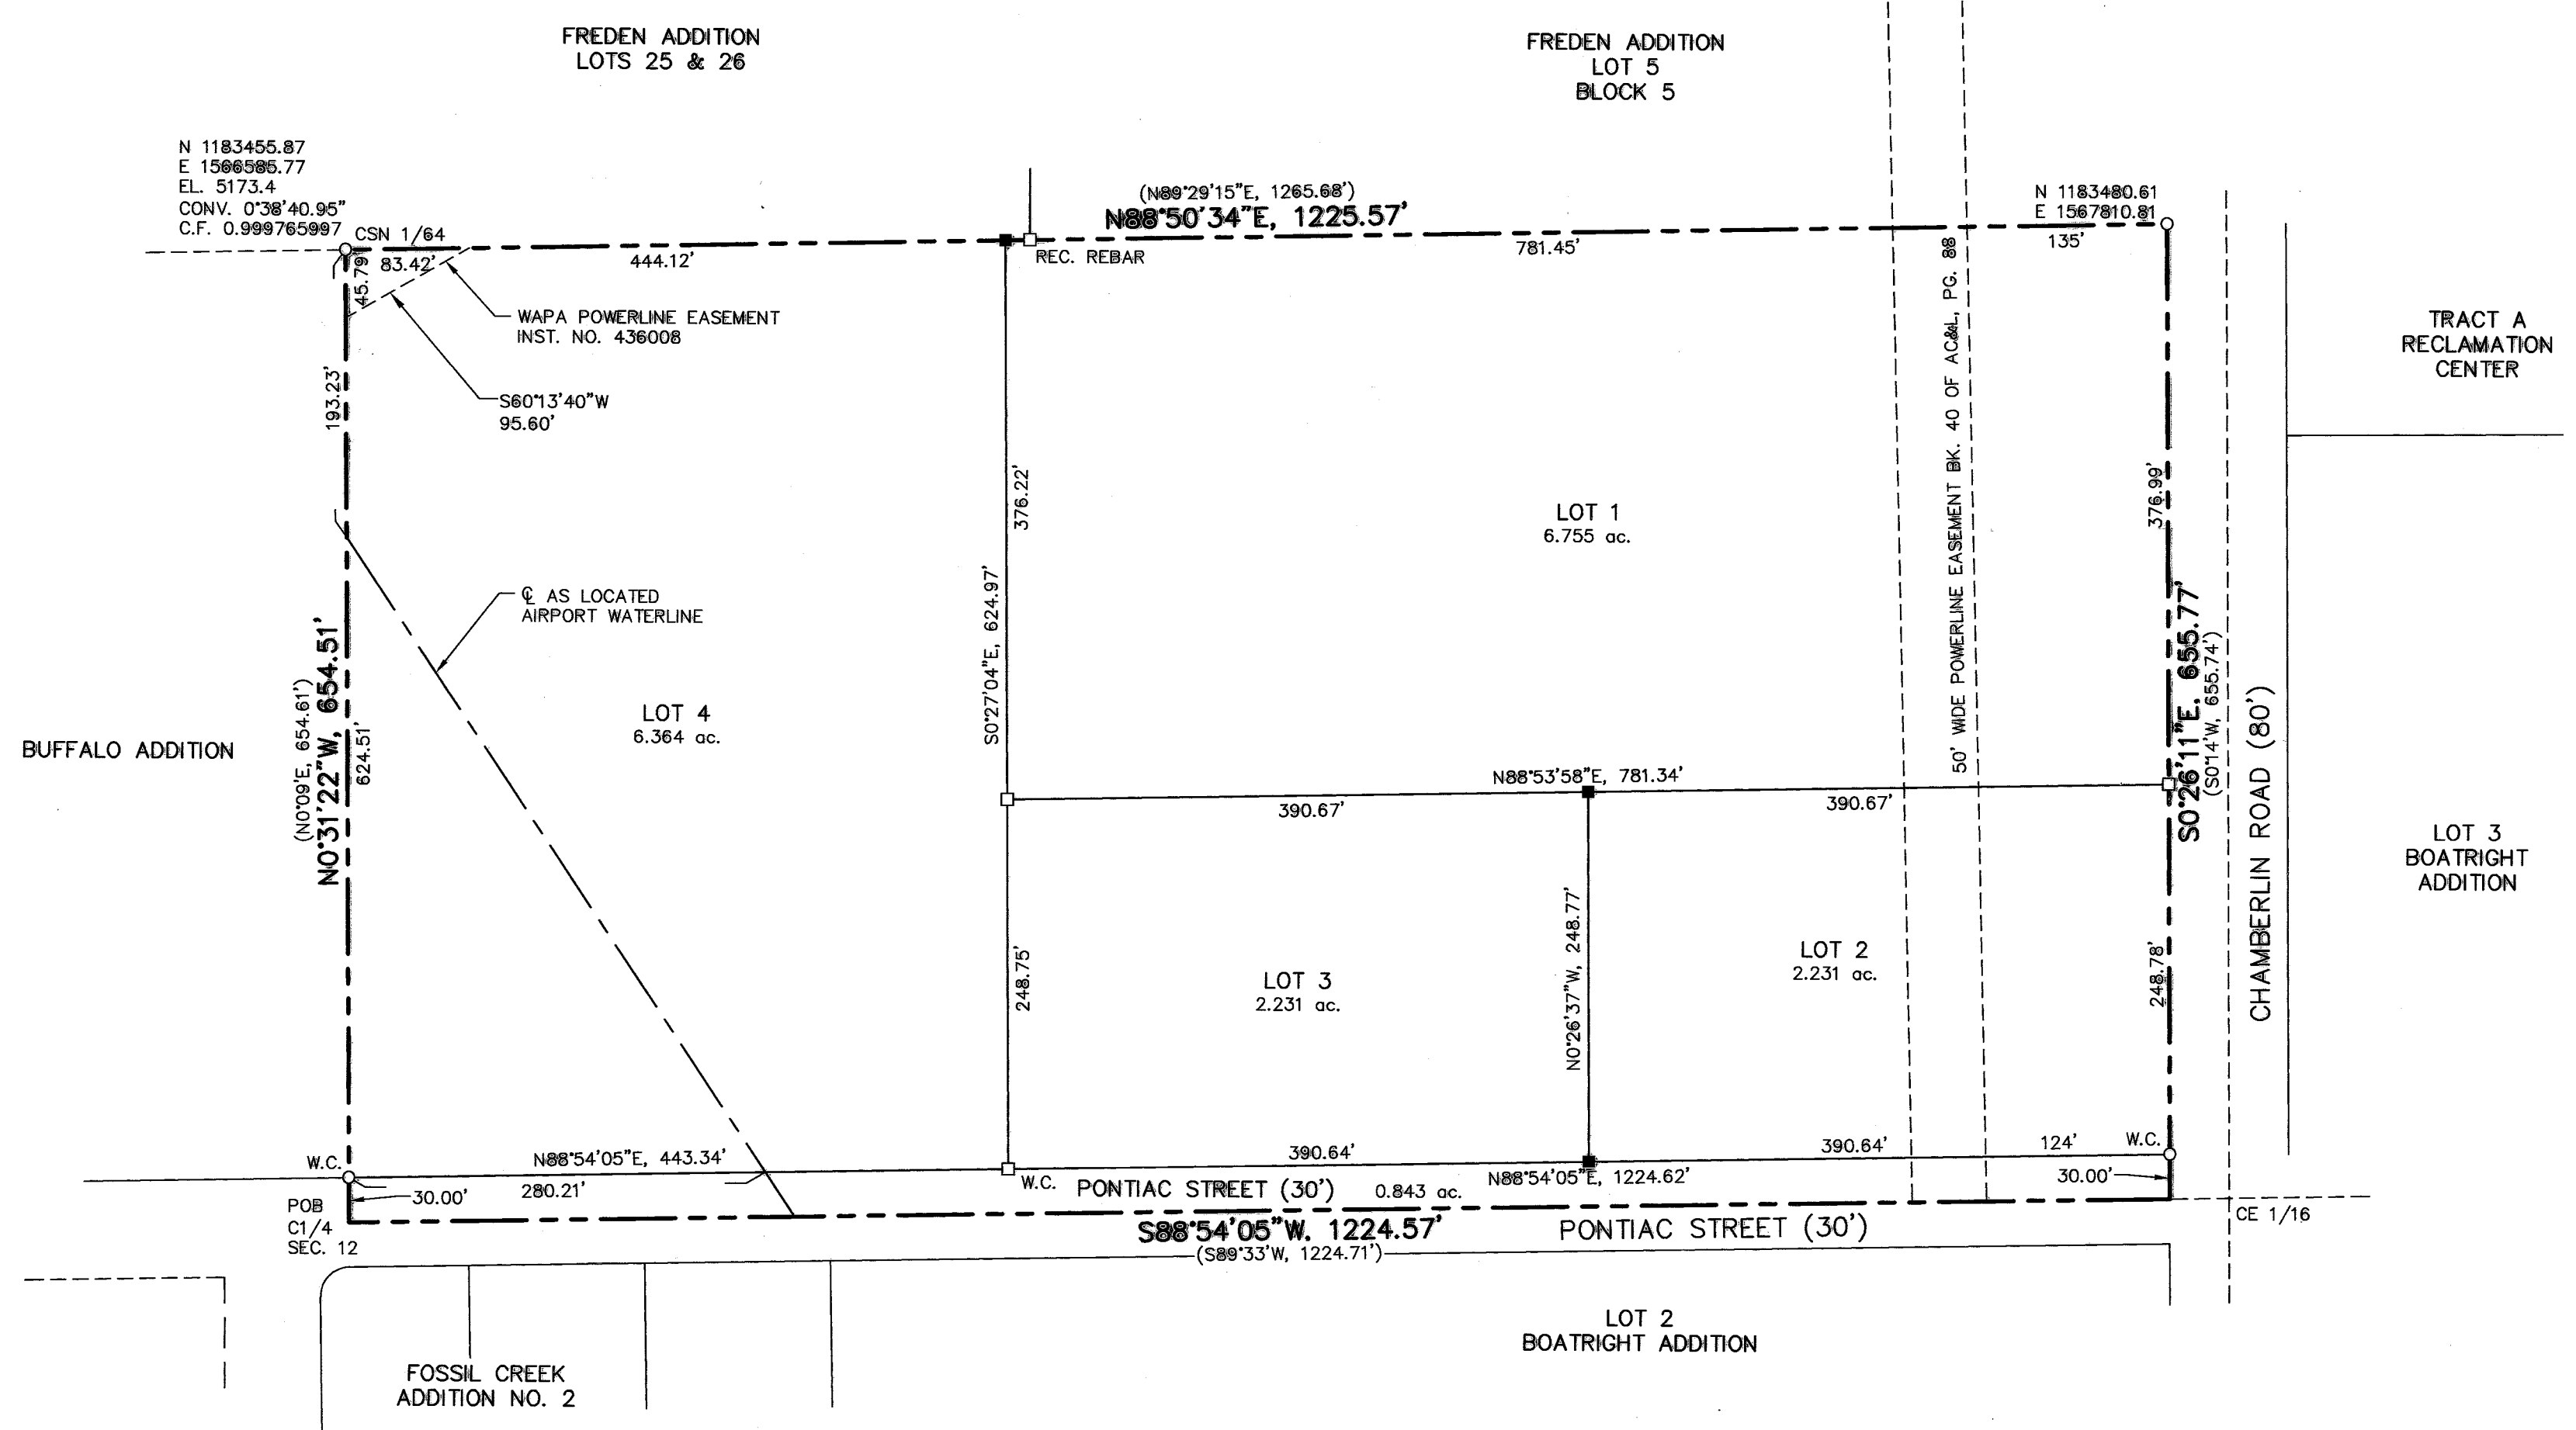 FREDEN ADDITION
LOTS 25 & 26
FREDEN ADDITION
LOT 5
BLOCK 5
N 1183455.87
E 1566585.77
EL. 5173.4
CONV. 0°38'40.95"
C.F. 0.999765997
CSN 1/64
(N89°29'15"E, 1265.68')
N88°50'34"E, 1225.57'
N 1183480.61
E 1567810.81
83.42'
444.12'
REC. REBAR
781.45'
135'
45.79'
WAPA POWERLINE EASEMENT
INST. NO. 436008
S60°13'40"W
95.60'
193.23'
TRACT A
RECLAMATION
CENTER
50' WIDE POWERLINE EASEMENT BK. 40 OF AC&L, PG. 88
376.22'
376.99'
LOT 1
6.755 ac.
℄ AS LOCATED
AIRPORT WATERLINE
S0°27'04"E, 624.97'
LOT 4
6.364 ac.
BUFFALO ADDITION
(N0°09'E, 654.61')
N0°31'22"W, 654.51'
624.51'
S0°26'11"E, 655.77'
(S0°14'W, 655.74')
CHAMBERLIN ROAD (80')
N88°53'58"E, 781.34'
390.67'
390.67'
LOT 3
BOATRIGHT
ADDITION
248.75'
LOT 3
2.231 ac.
N0°26'37"W, 248.77'
LOT 2
2.231 ac.
248.78'
W.C.
N88°54'05"E, 443.34'
280.21'
390.64'
390.64'
124'
W.C.
W.C.
PONTIAC STREET (30')
0.843 ac.
N88°54'05"E, 1224.62'
30.00'
30.00'
POB
C1/4
SEC. 12
S88°54'05"W. 1224.57'
(S89°33'W, 1224.71')
PONTIAC STREET (30')
CE 1/16
LOT 2
BOATRIGHT ADDITION
FOSSIL CREEK
ADDITION NO. 2